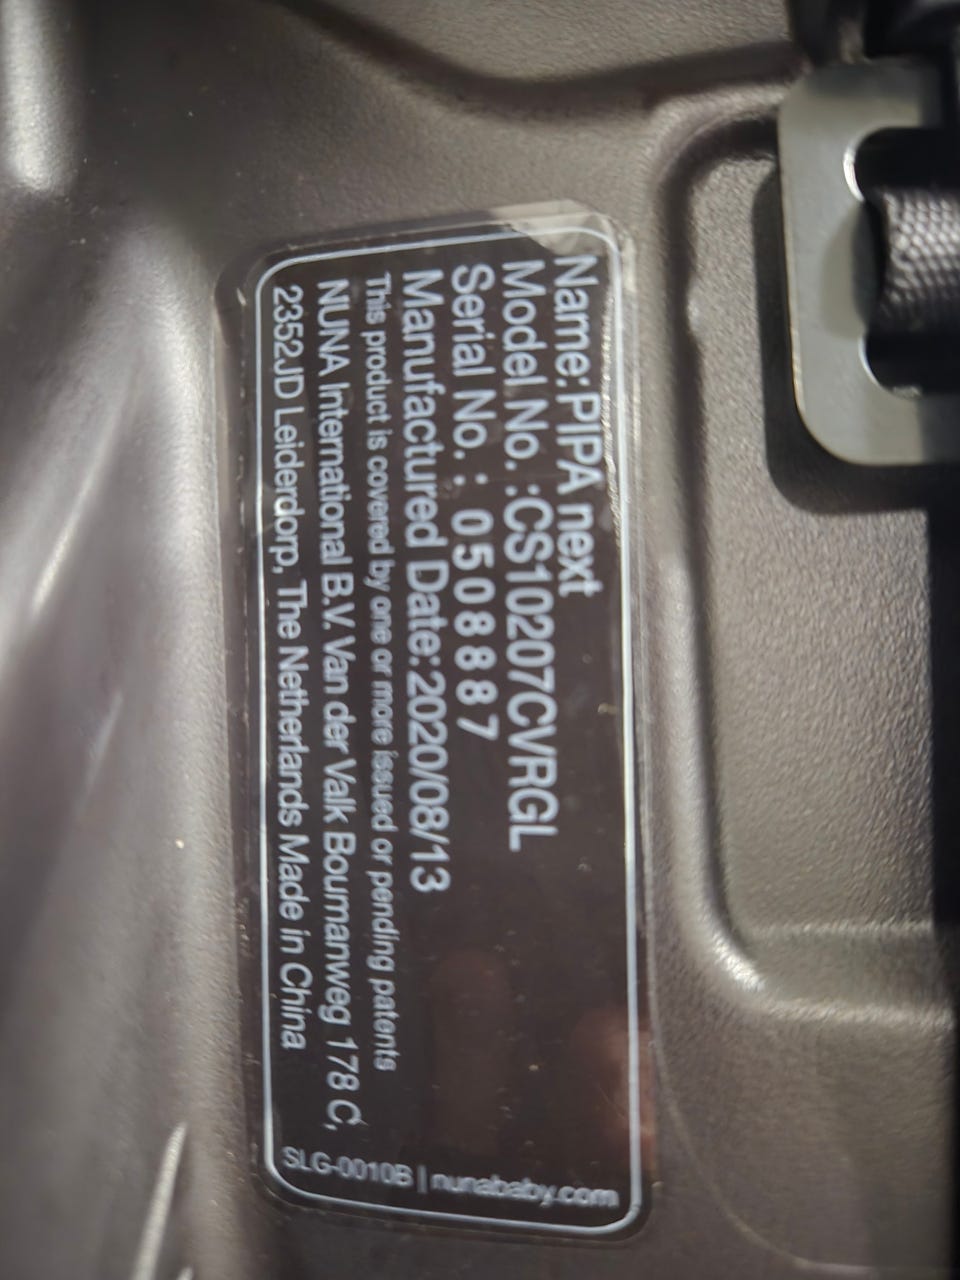 Name:PIPA next
Model No. :CS10207CVRGL
Serial No. : 0508887
Manufactured Date:2020/08/13
This product is covered by one or more issued or pending patents
NUNA International B.V. Van der Valk Boumanweg 178 C,
2352JD Leiderdorp, The Netherlands Made in China
SLG-0010B | nunababy.com